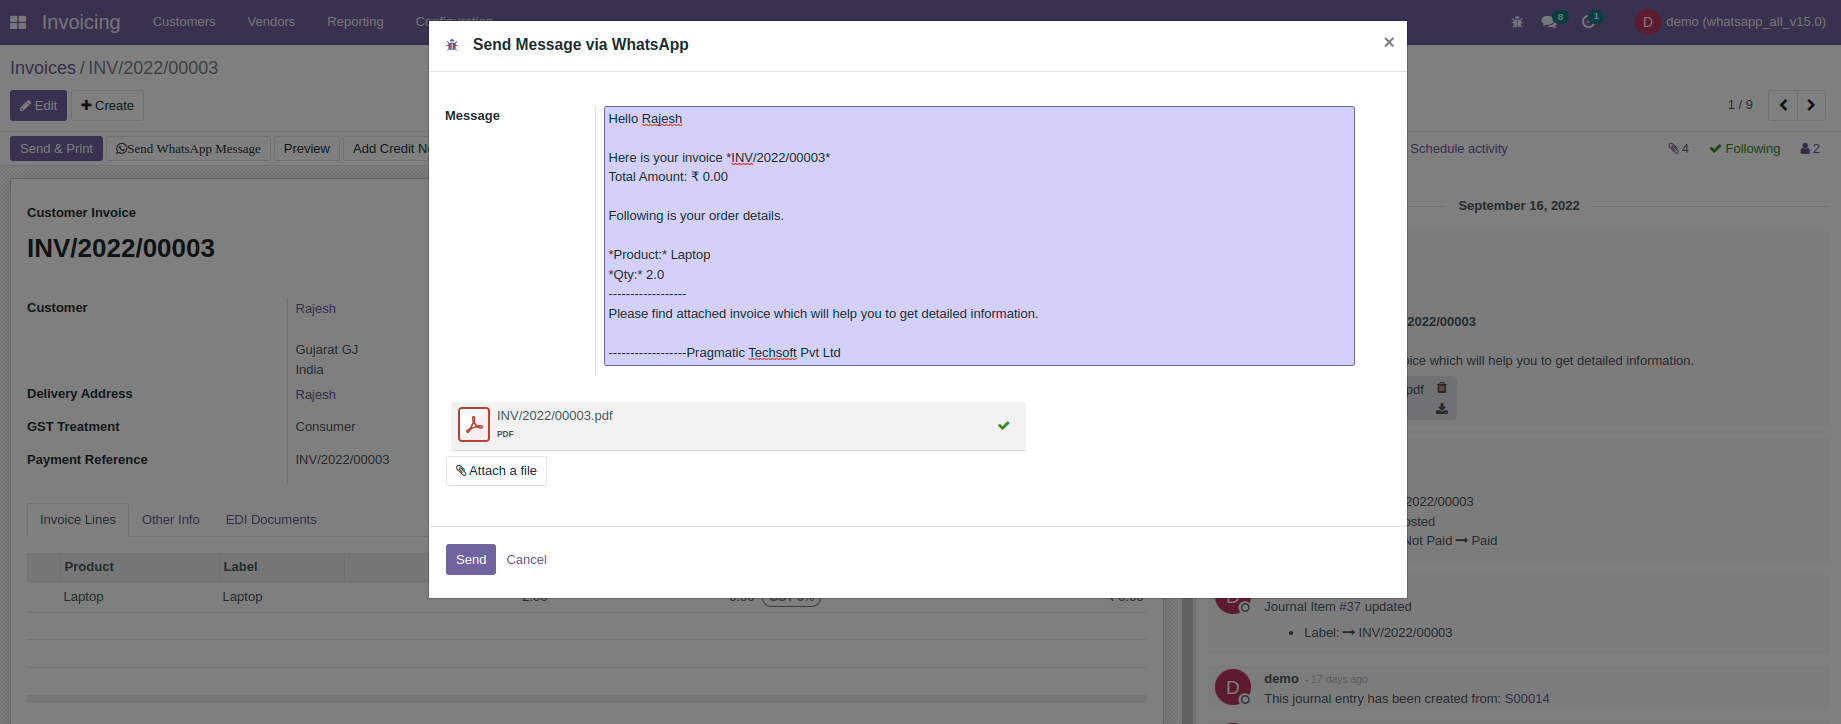 Invoicing
Customers
Vendors
Reporting
8
1
D
demo (whatsapp_all_v15.0)
Invoices / INV/2022/00003
Edit
Create
1 / 9
Send & Print
Send WhatsApp Message
Preview
Add Credit N
Schedule activity
4
Following
2
Customer Invoice
INV/2022/00003
Customer
Rajesh
Gujarat GJ
India
Delivery Address
Rajesh
GST Treatment
Consumer
Payment Reference
INV/2022/00003
Invoice Lines
Other Info
EDI Documents
Product
Label
Laptop
Laptop
Send Message via WhatsApp
×
Message
Hello Rajesh
Here is your invoice *INV/2022/00003*
Total Amount: ₹ 0.00
Following is your order details.
*Product:* Laptop
*Qty:* 2.0
------------------
Please find attached invoice which will help you to get detailed information.
------------------Pragmatic Techsoft Pvt Ltd
INV/2022/00003.pdf
PDF
Attach a file
Send
Cancel
September 16, 2022
2022/00003
ice which will help you to get detailed information.
pdf
2022/00003
osted
Not Paid → Paid
Journal Item #37 updated
• Label: → INV/2022/00003
D
demo - 17 days ago
This journal entry has been created from: S00014